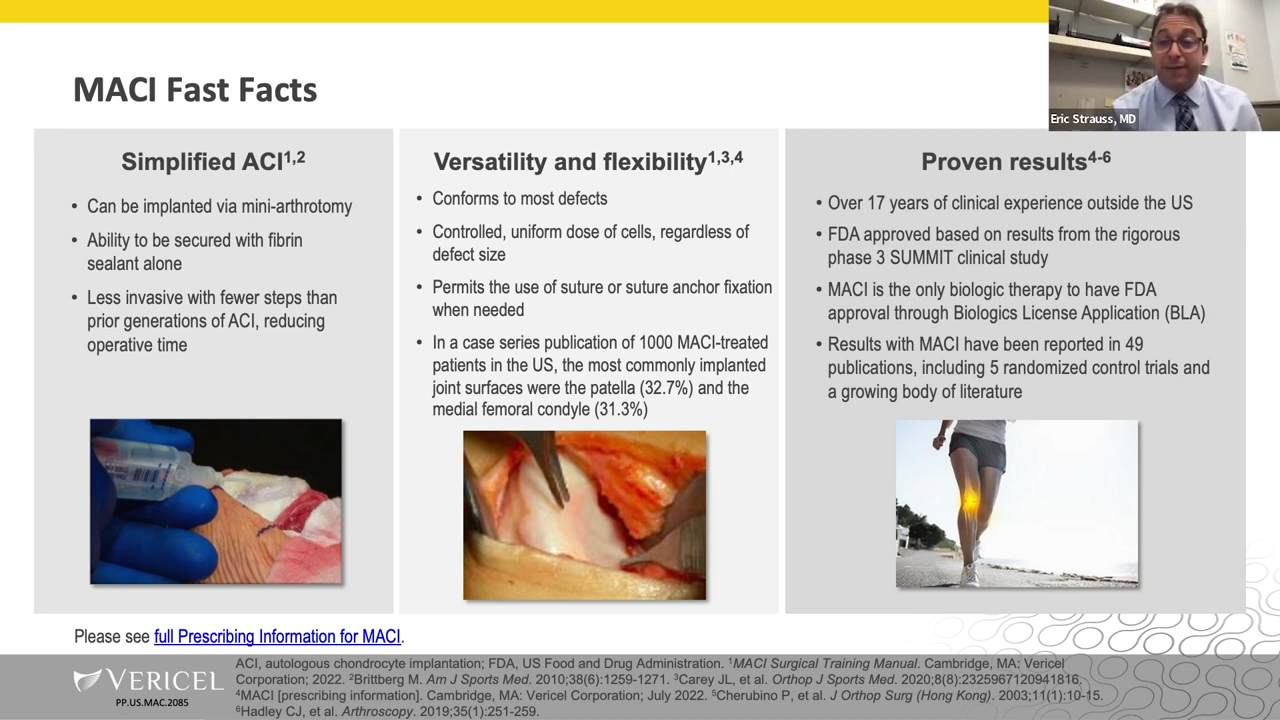 Eric Strauss, MD
MACI Fast Facts
Simplified ACI1,2
• Can be implanted via mini-arthrotomy
• Ability to be secured with fibrin
sealant alone
• Less invasive with fewer steps than
prior generations of ACI, reducing
operative time
Versatility and flexibility1,3,4
• Conforms to most defects
• Controlled, uniform dose of cells, regardless of
defect size
• Permits the use of suture or suture anchor fixation
when needed
• In a case series publication of 1000 MACI-treated
patients in the US, the most commonly implanted
joint surfaces were the patella (32.7%) and the
medial femoral condyle (31.3%)
Proven results4-6
• Over 17 years of clinical experience outside the US
• FDA approved based on results from the rigorous
phase 3 SUMMIT clinical study
• MACI is the only biologic therapy to have FDA
approval through Biologics License Application (BLA)
• Results with MACI have been reported in 49
publications, including 5 randomized control trials and
a growing body of literature
Please see full Prescribing Information for MACI.
VERICEL
PP.US.MAC.2085
ACI, autologous chondrocyte implantation; FDA, US Food and Drug Administration. 1MACI Surgical Training Manual. Cambridge, MA: Vericel
Corporation; 2022. 2Brittberg M. Am J Sports Med. 2010;38(6):1259-1271. 3Carey JL, et al. Orthop J Sports Med. 2020;8(8):2325967120941816.
4MACI [prescribing information]. Cambridge, MA: Vericel Corporation; July 2022. 5Cherubino P, et al. J Orthop Surg (Hong Kong). 2003;11(1):10-15.
6Hadley CJ, et al. Arthroscopy. 2019;35(1):251-259.